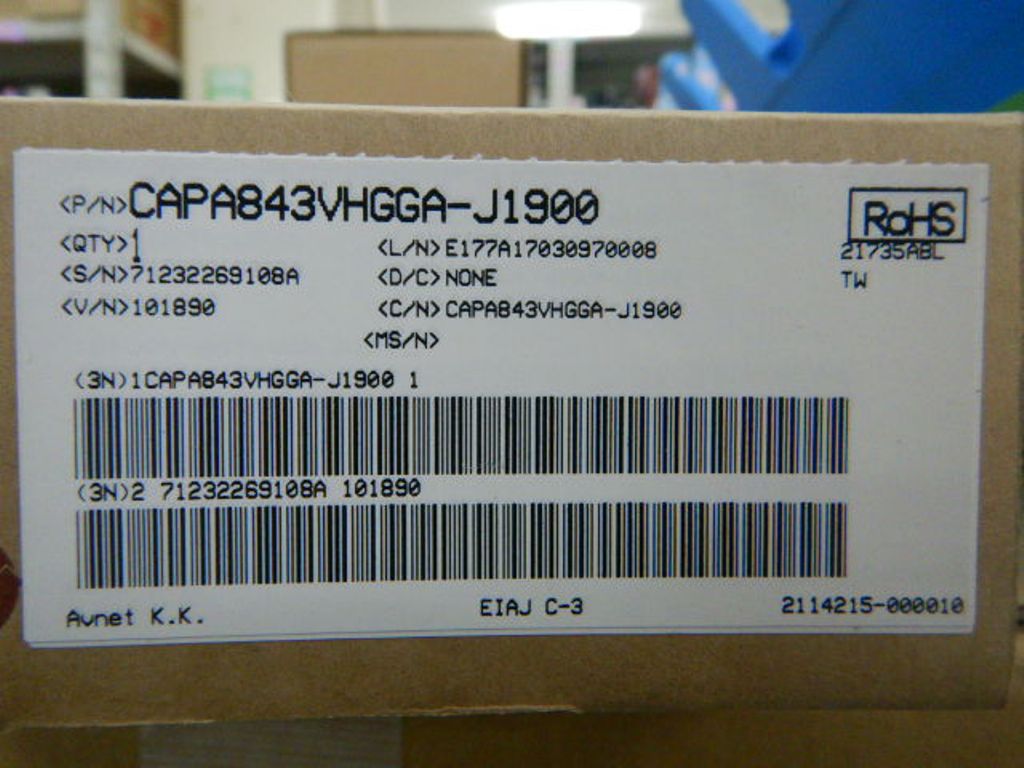 <P/N>CAPA843VHGGA-J1900
RoHS
<QTY>1
<L/N>E177A17030970008
21735ABL
<S/N>71232269108A
<D/C>NONE
TW
<V/N>101890
<C/N>CAPA843VHGGA-J1900
<MS/N>
(3N)1CAPA843VHGGA-J1900 1
(3N)2 71232269108A 101890
Avnet K.K.
EIAJ C-3
2114215-000010